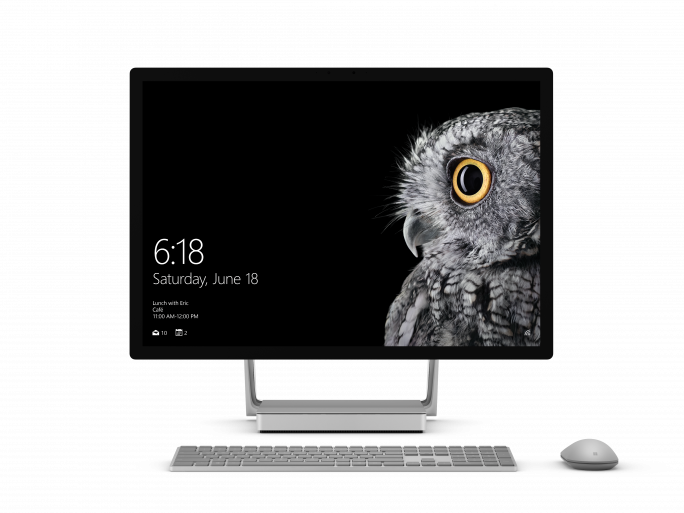 6:18
Saturday, June 18
Lunch with Eric
Café
11:00 AM-12:00 PM
10 2